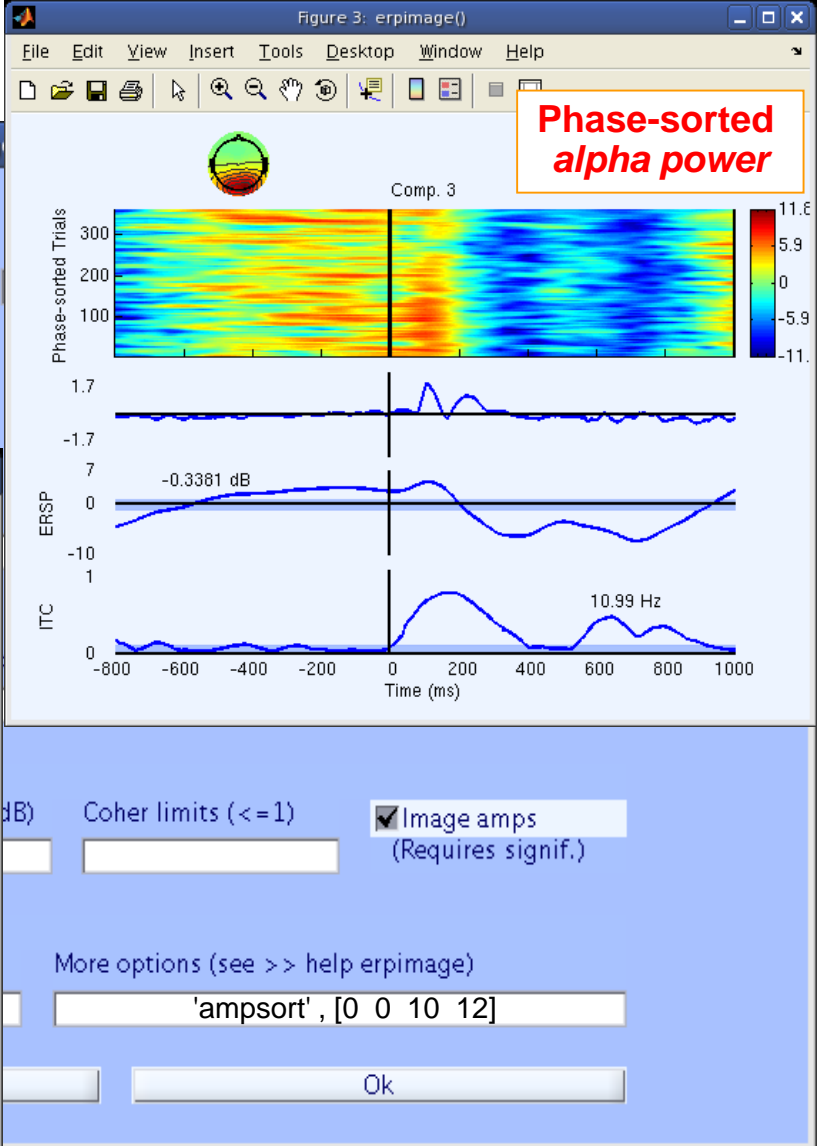 Figure 3: erpimage()
File Edit View Insert Tools Desktop Window Help
Phase-sorted
alpha power
Comp. 3
Phase-sorted Trials
300
200
100
11.8
5.9
0
-5.9
-11.
1.7
-1.7
ERSP
7
0
-10
-0.3381 dB
ITC
1
0
10.99 Hz
-800 -600 -400 -200 0 200 400 600 800 1000
Time (ms)
dB) Coher limits (<=1) Image amps
(Requires signif.)
More options (see >> help erpimage)
'ampsort' , [0 0 10 12]
Ok